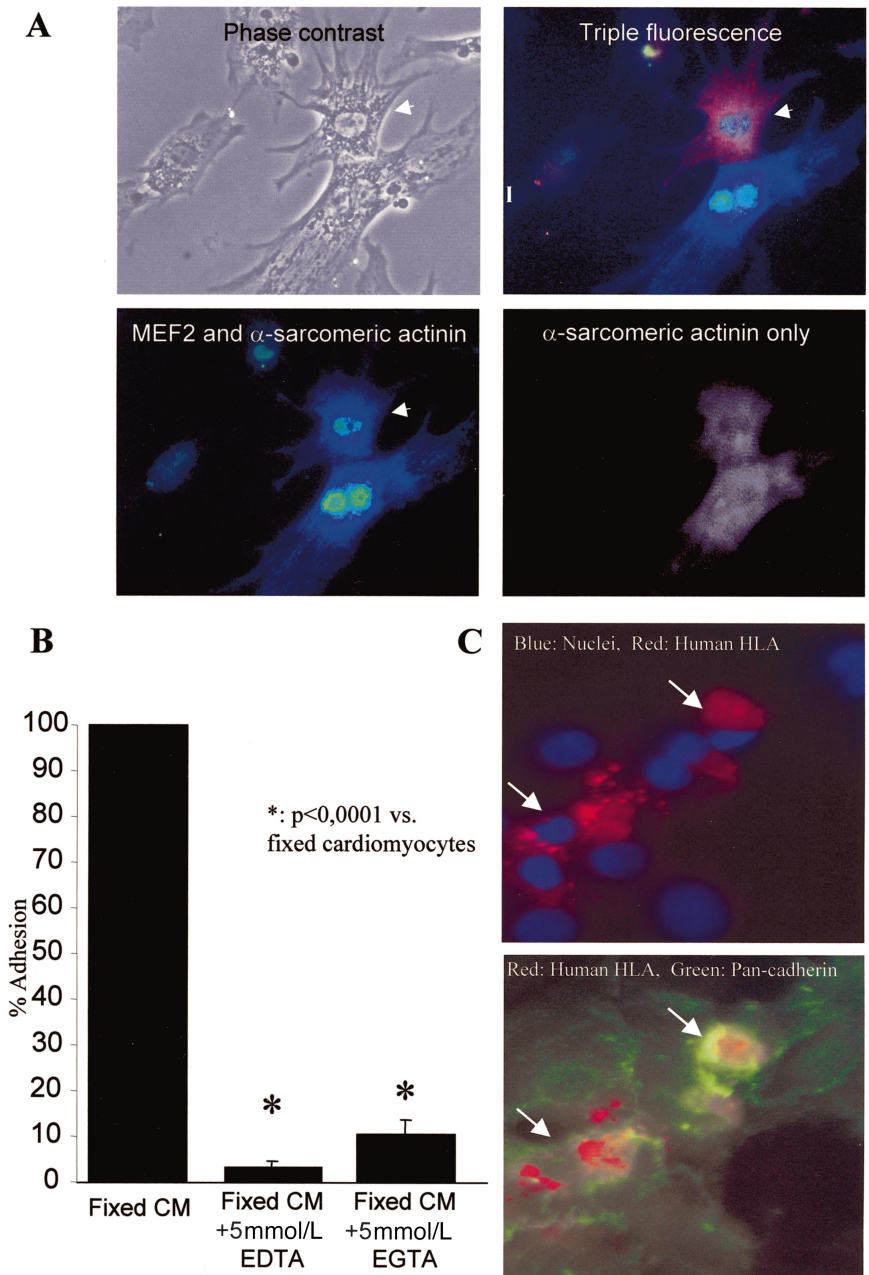 A
Phase contrast
Triple fluorescence
I
MEF2 and α-sarcomeric actinin
α-sarcomeric actinin only
B
% Adhesion
100
90
80
70
60
50
40
30
20
10
0
*: p<0,0001 vs.
fixed cardiomyocytes
*
*
Fixed CM
Fixed CM
+5mmol/L
EDTA
Fixed CM
+5mmol/L
EGTA
C
Blue: Nuclei, Red: Human HLA
Red: Human HLA, Green: Pan-cadherin